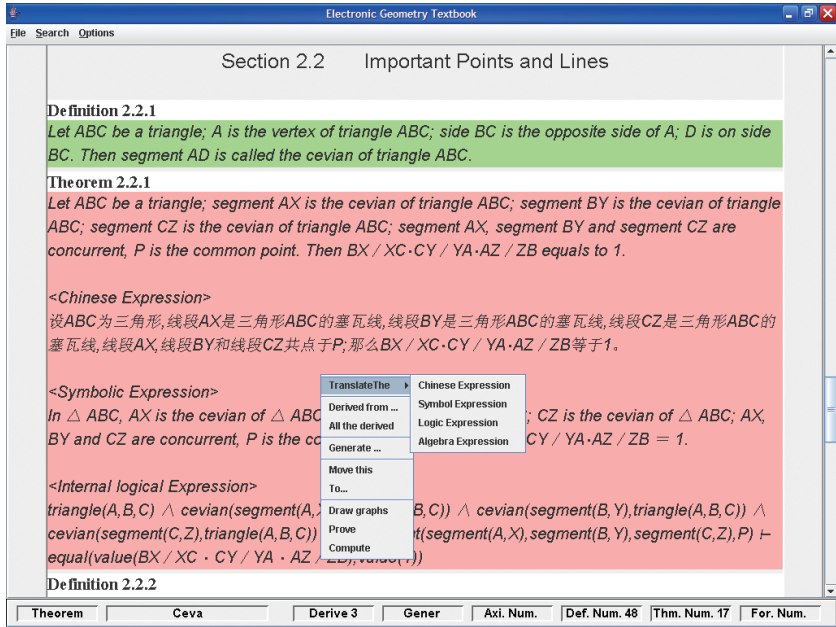 Electronic Geometry Textbook
File Search Options
Section 2.2 Important Points and Lines
Definition 2.2.1
Let ABC be a triangle; A is the vertex of triangle ABC; side BC is the opposite side of A; D is on side
BC. Then segment AD is called the cevian of triangle ABC.
Theorem 2.2.1
Let ABC be a triangle; segment AX is the cevian of triangle ABC; segment BY is the cevian of triangle
ABC; segment CZ is the cevian of triangle ABC; segment AX, segment BY and segment CZ are
concurrent, P is the common point. Then BX / XC·CY / YA·AZ / ZB equals to 1.
<Chinese Expression>
设ABC为三角形,线段AX是三角形ABC的塞瓦线,线段BY是三角形ABC的塞瓦线,线段CZ是三角形ABC的
塞瓦线,线段AX,线段BY和线段CZ共点于P;那么BX / XC·CY / YA·AZ / ZB等于1。
<Symbolic Expression>
In △ ABC, AX is the cevian of △ ABC ; CZ is the cevian of △ ABC; AX,
BY and CZ are concurrent, P is the co CY / YA·AZ / ZB = 1.
<Internal logical Expression>
triangle(A,B,C) ∧ cevian(segment(A, B,C)) ∧ cevian(segment(B,Y),triangle(A,B,C)) ∧
cevian(segment(C,Z),triangle(A,B,C)) t(segment(A,X),segment(B,Y),segment(C,Z),P) ⊢
equal(value(BX / XC · CY / YA · AZ /
TranslateThe
Derived from ...
All the derived
Generate ...
Move this
To...
Draw graphs
Prove
Compute
Chinese Expression
Symbol Expression
Logic Expression
Algebra Expression
Definition 2.2.2
Theorem Ceva Derive 3 Gener Axi. Num. Def. Num. 48 Thm. Num. 17 For. Num.